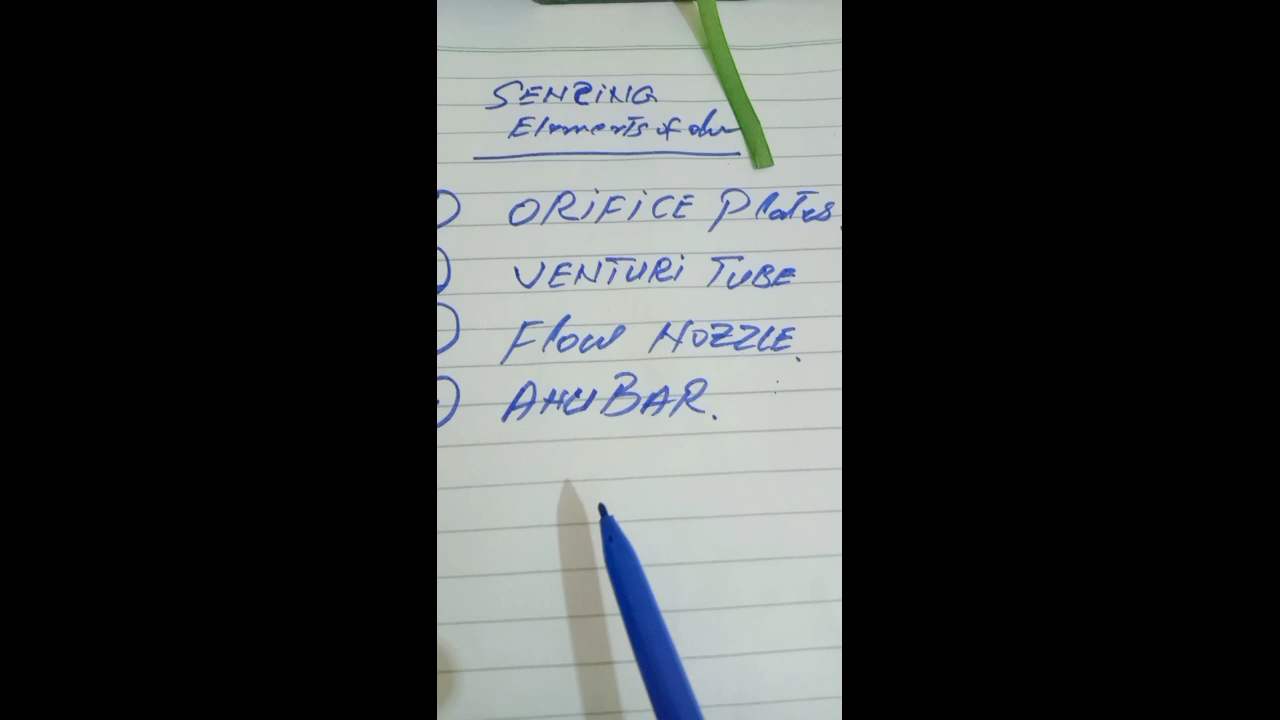 SENSING
Elements of
ORiFiCE Plates
VENTURi TUBE
Flow NOZZLE.
ANUBAR.